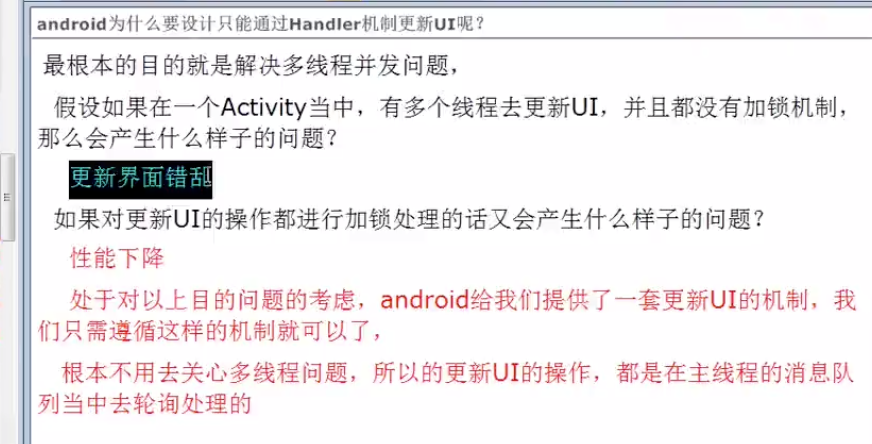 android为什么要设计只能通过Handler机制更新UI呢？
最根本的目的就是解决多线程并发问题，
假设如果在一个Activity当中，有多个线程去更新UI，并且都没有加锁机制，
那么会产生什么样子的问题？
更新界面错乱
如果对更新UI的操作都进行加锁处理的话又会产生什么样子的问题？
性能下降
处于对以上目的问题的考虑，android给我们提供了一套更新UI的机制，我
们只需遵循这样的机制就可以了，
根本不用去关心多线程问题，所以的更新UI的操作，都是在主线程的消息队
列当中去轮询处理的